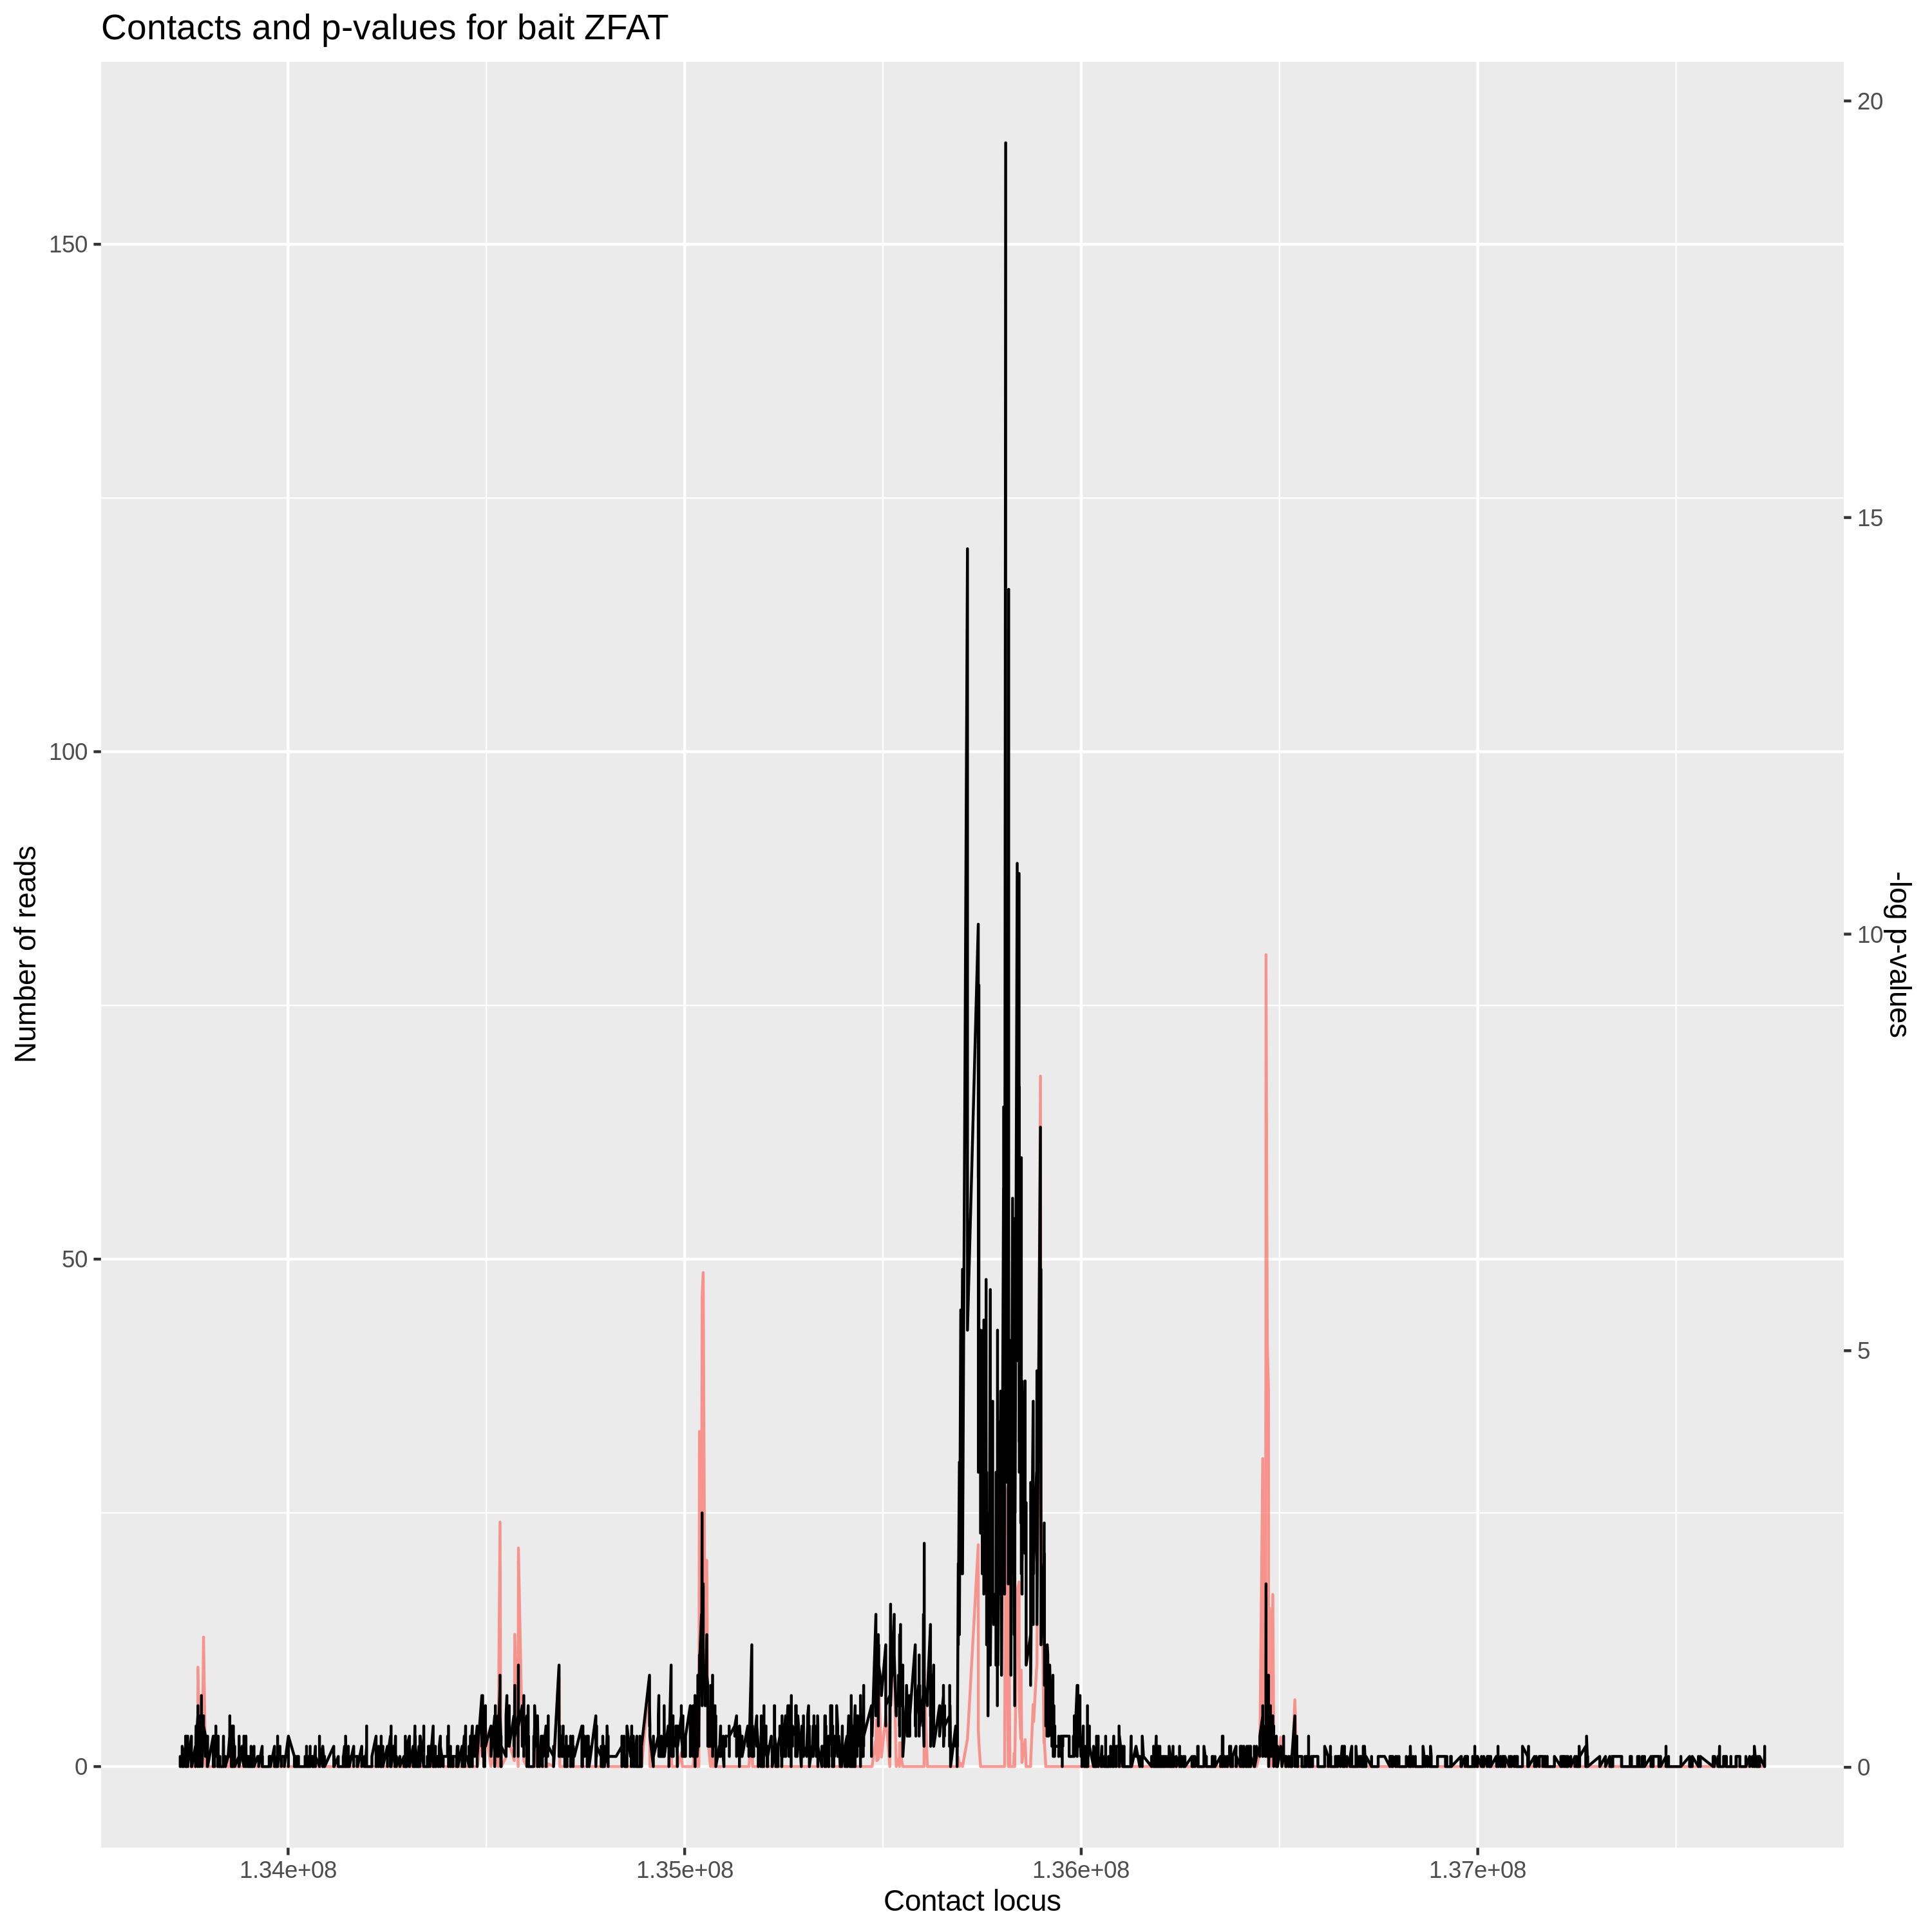 Contacts and p-values for bait ZFAT
20
150
15
100
10
50
5
0
0
Number of reads
-log p-values
1.34e+08
1.35e+08
1.36e+08
1.37e+08
Contact locus